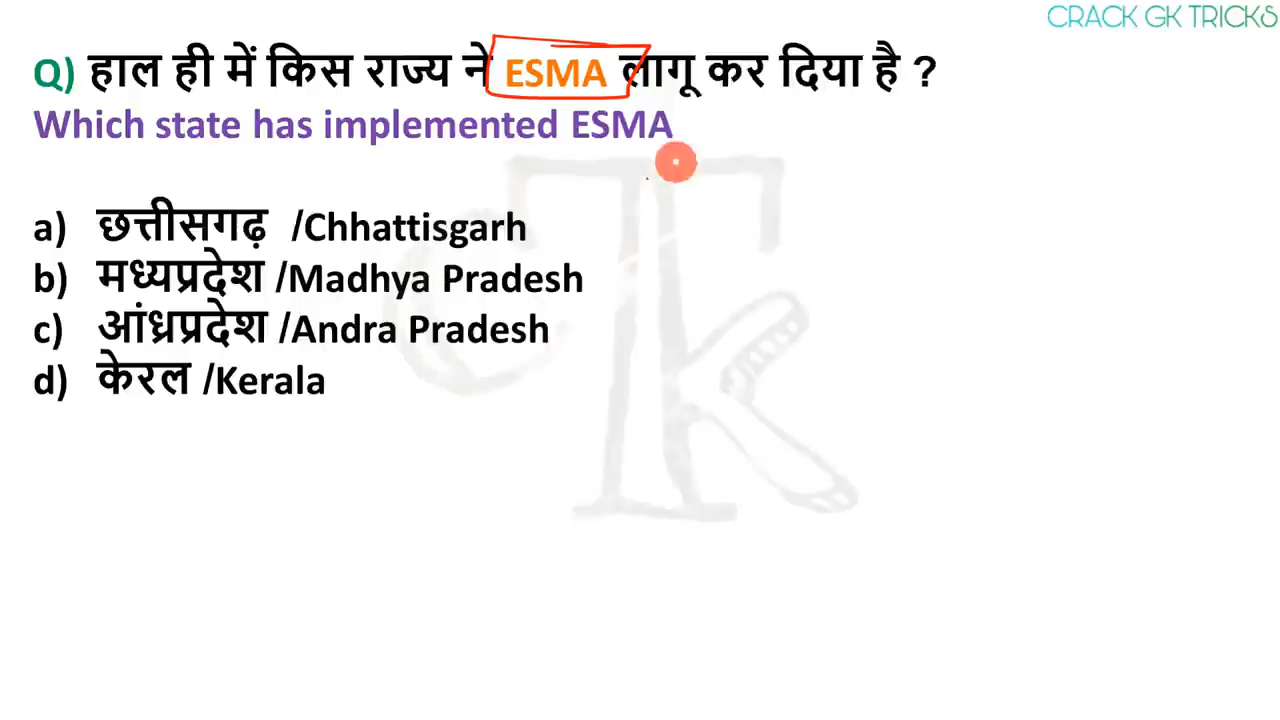 CRACK GK TRICKS
Q) हाल ही में किस राज्य ने ESMA लागू कर दिया है ?
Which state has implemented ESMA
a) छत्तीसगढ़ /Chhattisgarh
b) मध्यप्रदेश /Madhya Pradesh
c) आंध्रप्रदेश /Andra Pradesh
d) केरल /Kerala